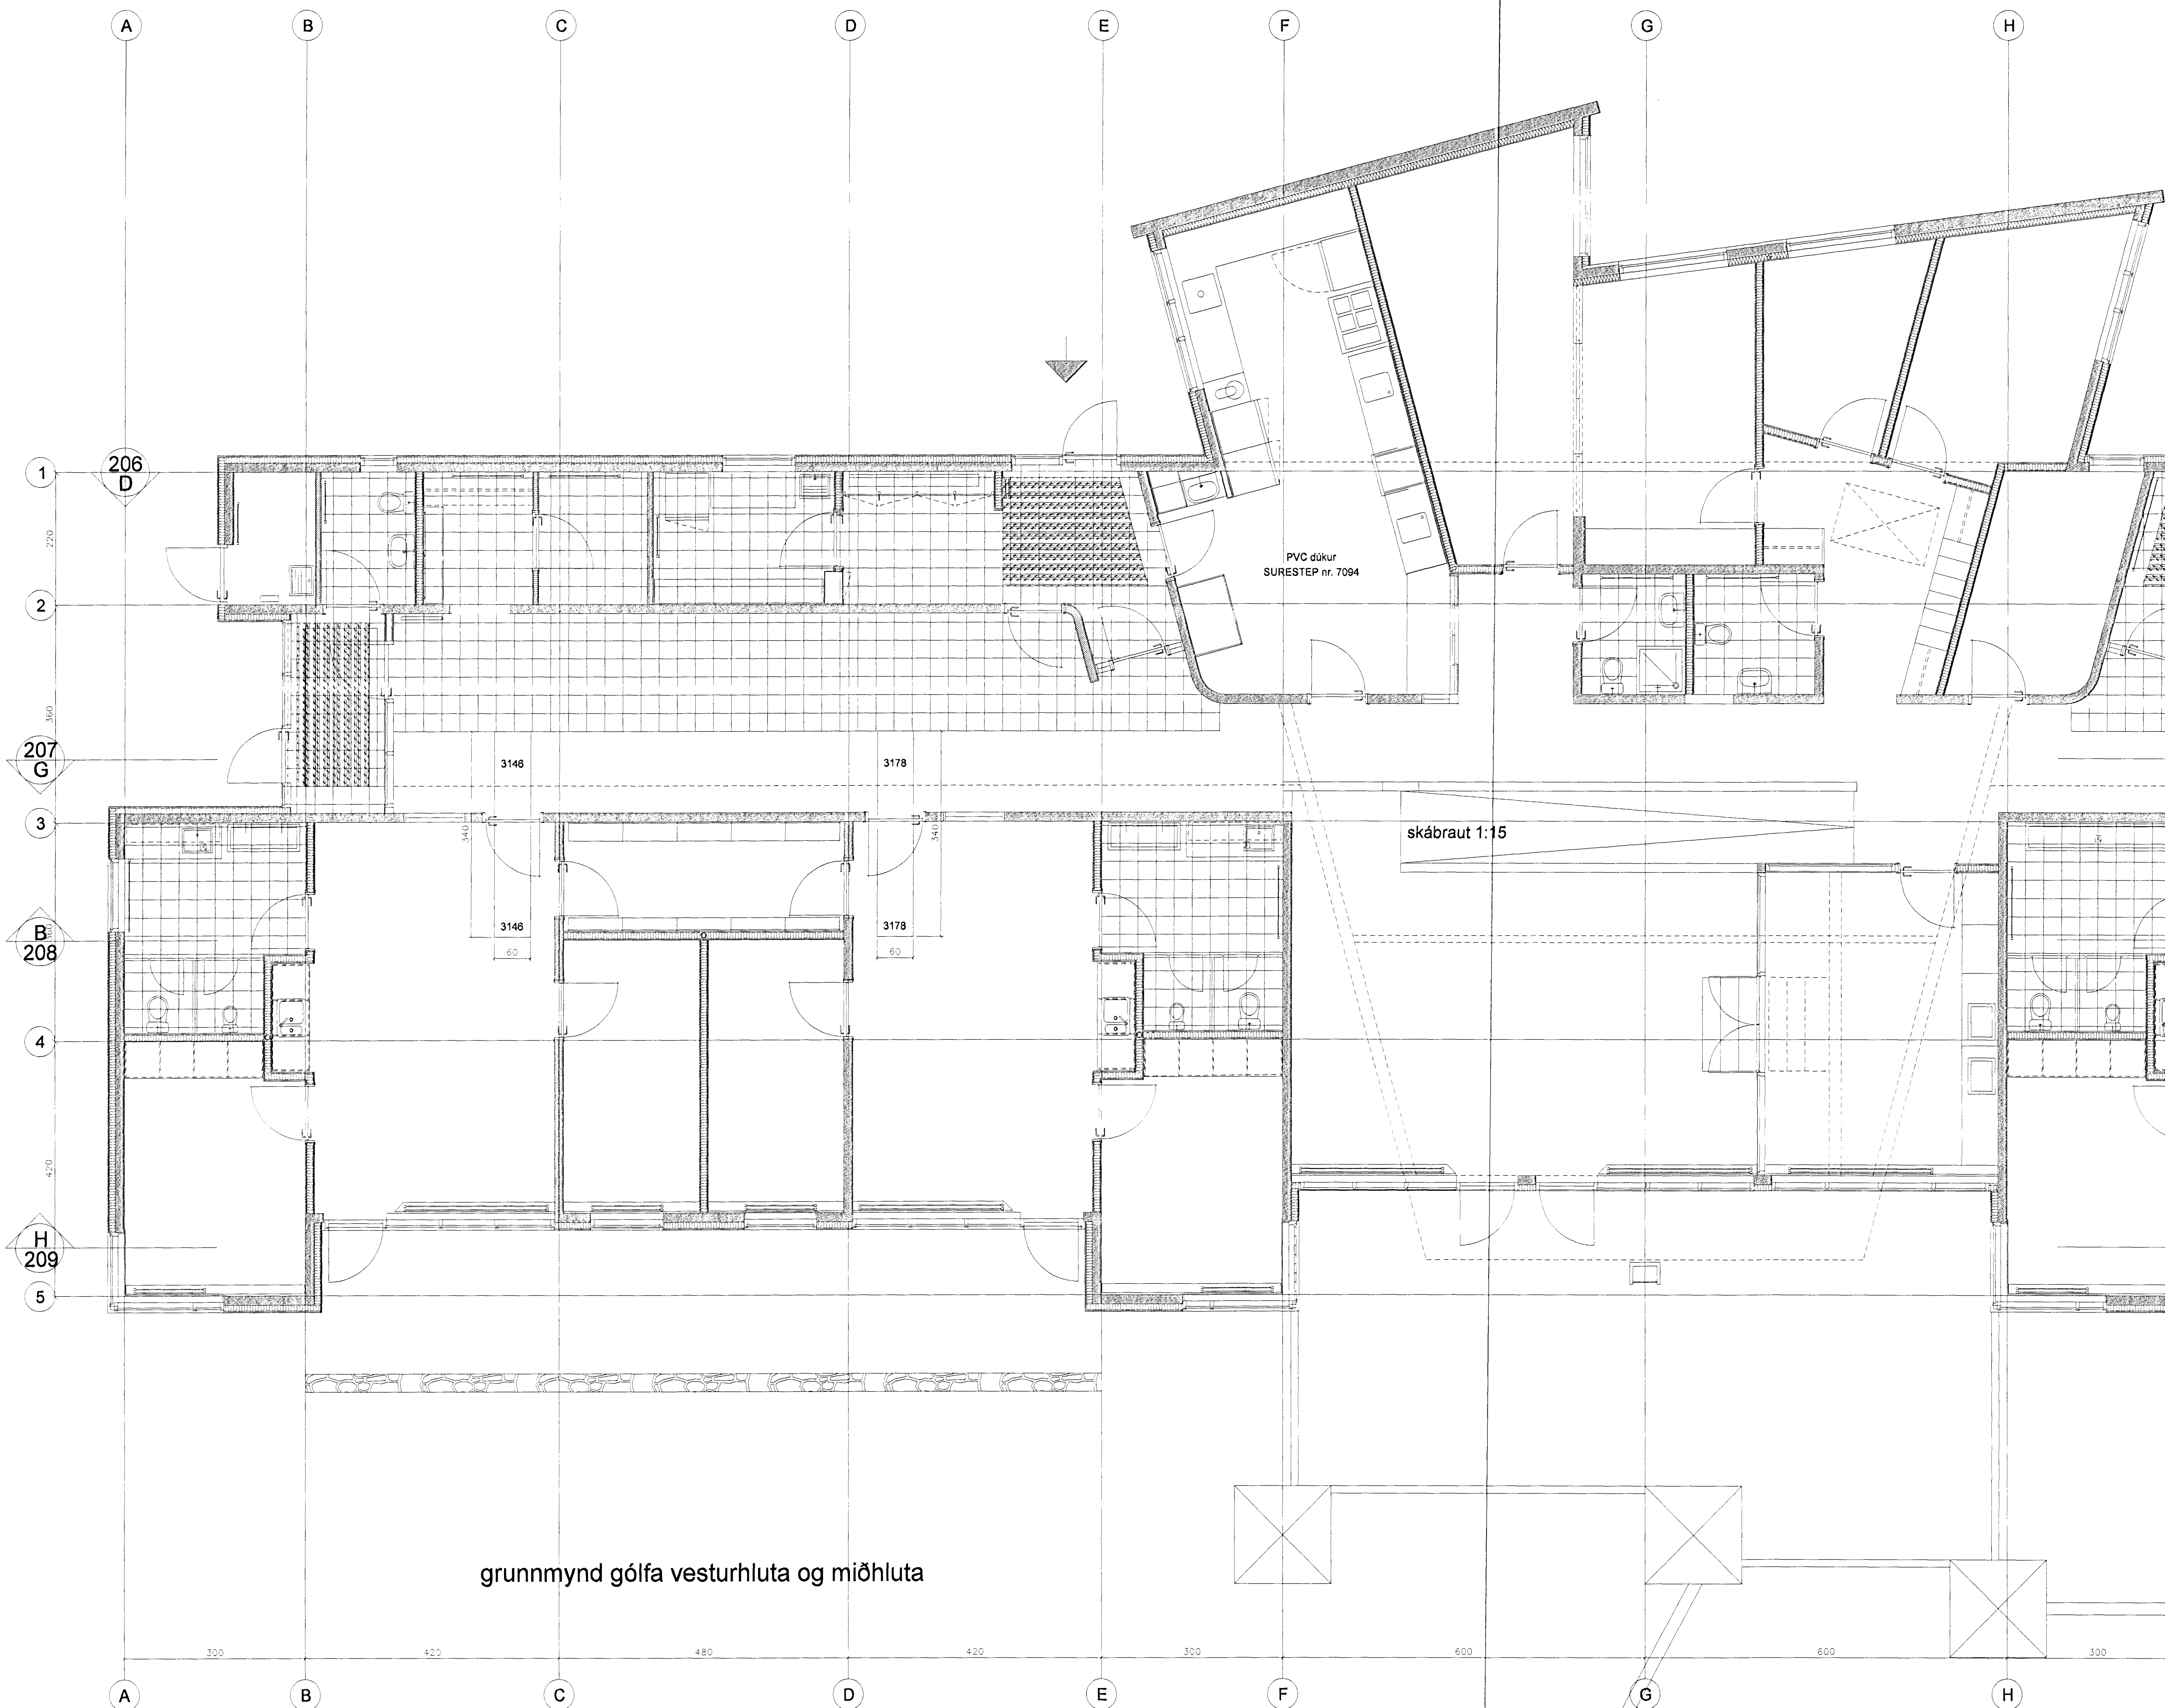 A B C D E F G H
1
206
D
220
2
PVC dúkur
SURESTEP nr. 7094
360
207
G
3146
3178
3
340
340
skábraut 1:15
B
208
360
3146
3178
60
60
4
420
H
209
5
grunnmynd gólfa vesturhluta og miðhluta
300 420 480 420 300 600 600 300
A B C D E F G H